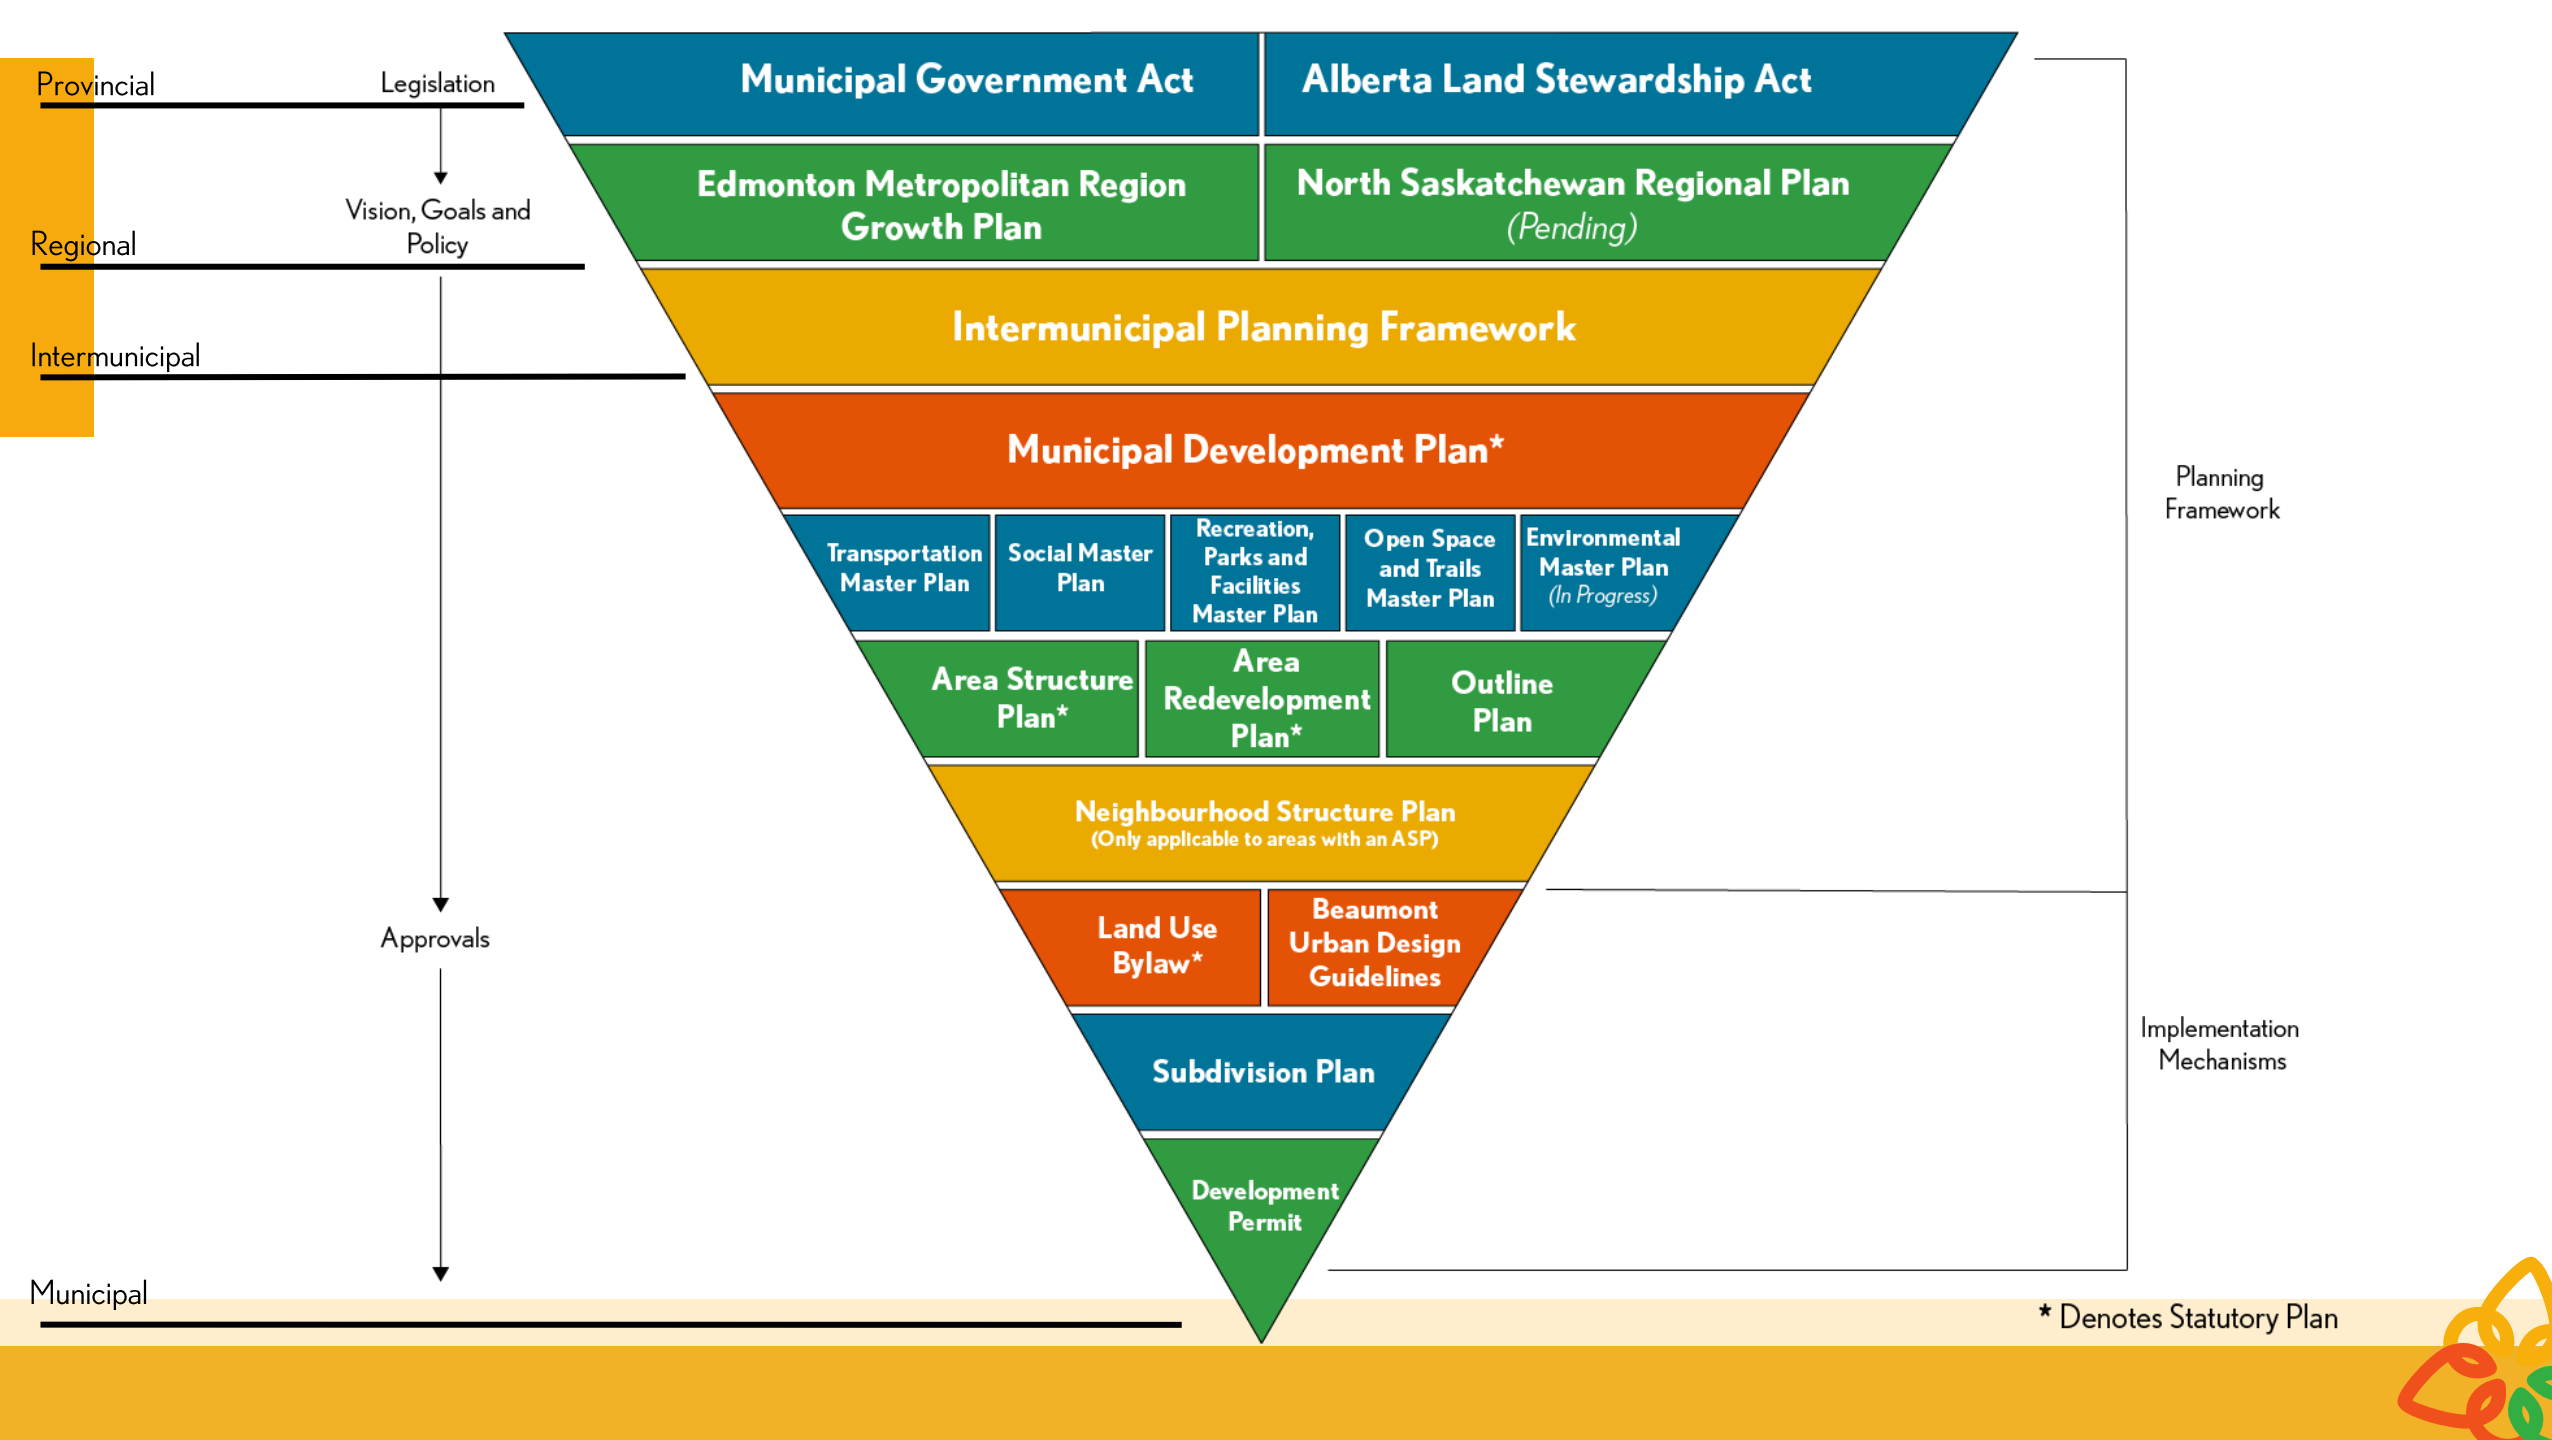 Provincial
Legislation
Municipal Government Act
Alberta Land Stewardship Act
Vision, Goals and
Policy
Regional
Edmonton Metropolitan Region
Growth Plan
North Saskatchewan Regional Plan
(Pending)
Intermunicipal
Intermunicipal Planning Framework
Municipal Development Plan*
Planning
Framework
Transportation
Master Plan
Social Master
Plan
Recreation,
Parks and
Facilities
Master Plan
Open Space
and Trails
Master Plan
Environmental
Master Plan
(In Progress)
Area Structure
Plan*
Area
Redevelopment
Plan*
Outline
Plan
Neighbourhood Structure Plan
(Only applicable to areas with an ASP)
Approvals
Land Use
Bylaw*
Beaumont
Urban Design
Guidelines
Implementation
Mechanisms
Subdivision Plan
Development
Permit
Municipal
* Denotes Statutory Plan